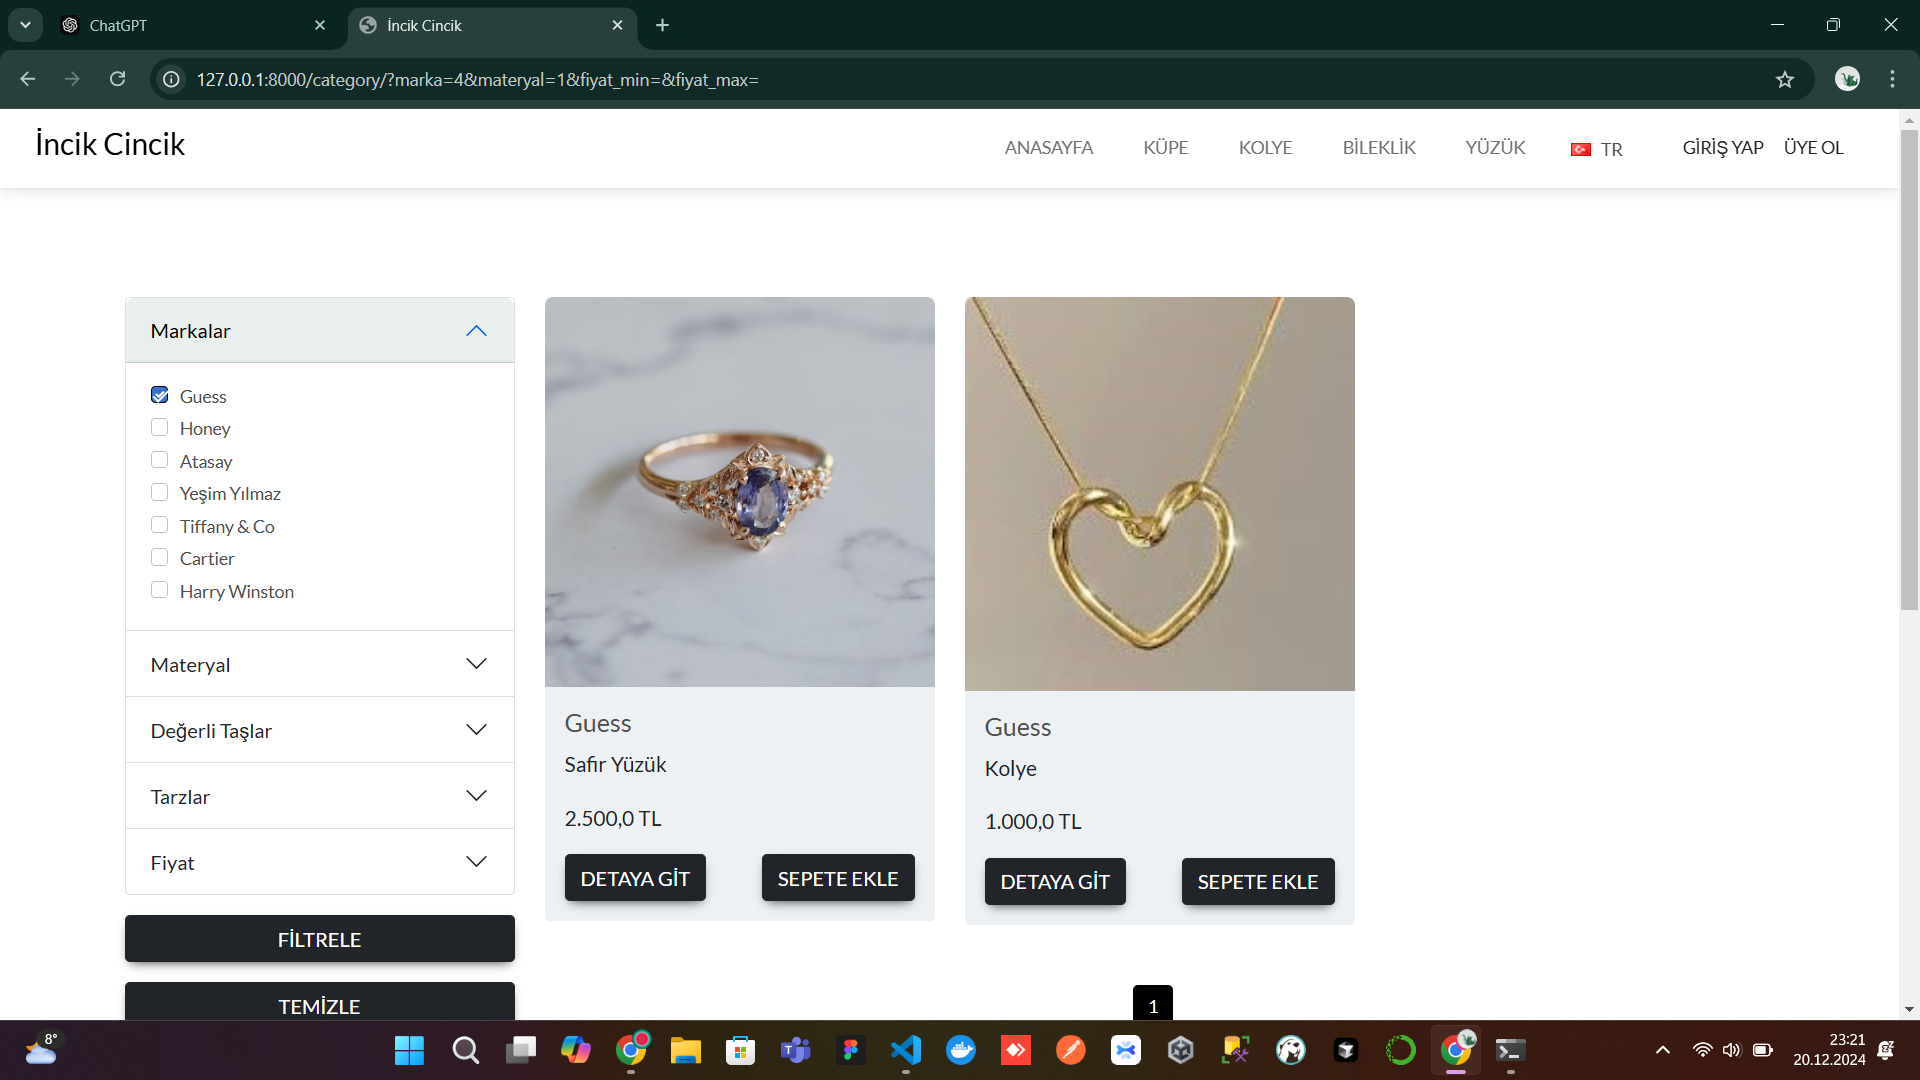 ChatGPT
İncik Cincik
127.0.0.1:8000/category/?marka=4&materyal=1&fiyat_min=&fiyat_max=
İncik Cincik
ANASAYFA
KÜPE
KOLYE
BİLEKLİK
YÜZÜK
TR
GİRİŞ YAP
ÜYE OL
Markalar
Guess
Honey
Atasay
Yeşim Yılmaz
Tiffany & Co
Cartier
Harry Winston
Materyal
Değerli Taşlar
Tarzlar
Fiyat
FİLTRELE
TEMİZLE
Guess
Safir Yüzük
2.500,0 TL
DETAYA GİT
SEPETE EKLE
Guess
Kolye
1.000,0 TL
DETAYA GİT
SEPETE EKLE
1
8°
23:21
20.12.2024